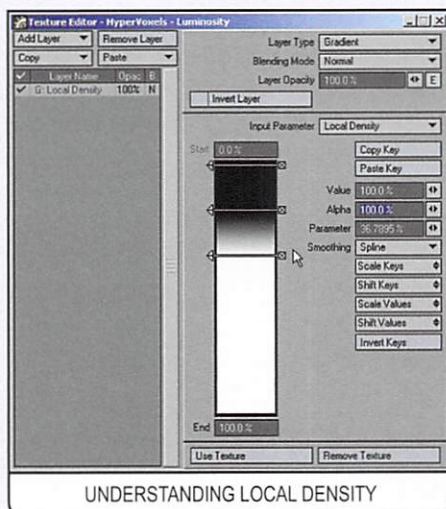 Texture Editor - HyperVoxels - Luminosity
Add Layer Remove Layer
Copy Paste
Layer Name Opac B
G: Local Density 100% N
Layer Type Gradient
Blending Mode Normal
Layer Opacity 100.0 % E
Invert Layer
Input Parameter Local Density
Start 0.0 %
Copy Key
Paste Key
Value 100.0 %
Alpha 100.0 %
Parameter 36.7895 %
Smoothing Spline
Scale Keys
Shift Keys
Scale Values
Shift Values
Invert Keys
End 100.0 %
Use Texture Remove Texture
UNDERSTANDING LOCAL DENSITY